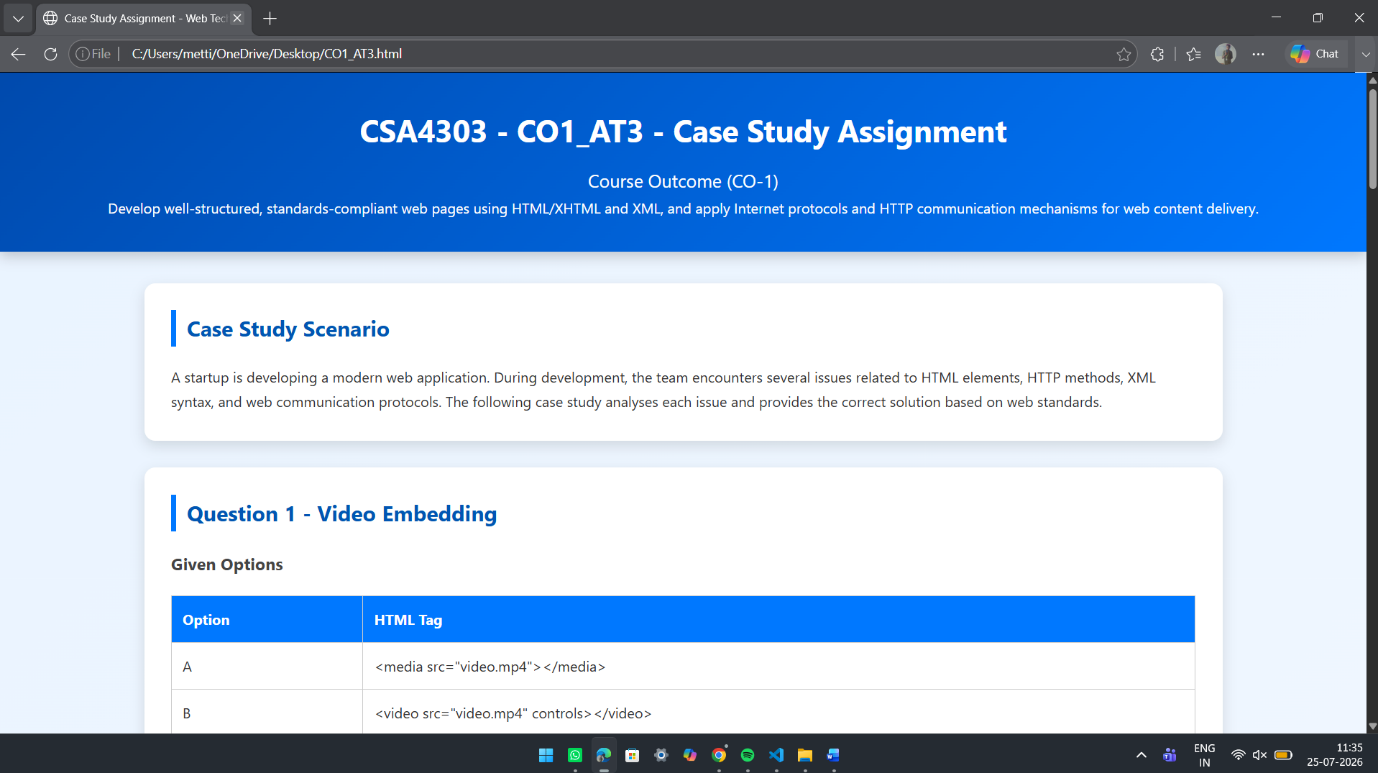 Case Study Assignment - Web Tec
File
C:/Users/metti/OneDrive/Desktop/CO1_AT3.html
Chat
CSA4303 - CO1_AT3 - Case Study Assignment
Course Outcome (CO-1)
Develop well-structured, standards-compliant web pages using HTML/XHTML and XML, and apply Internet protocols and HTTP communication mechanisms for web content delivery.
Case Study Scenario
A startup is developing a modern web application. During development, the team encounters several issues related to HTML elements, HTTP methods, XML
syntax, and web communication protocols. The following case study analyses each issue and provides the correct solution based on web standards.
Question 1 - Video Embedding
Given Options
Option HTML Tag
A <media src="video.mp4"></media>
B <video src="video.mp4" controls></video>
ENG
IN
11:35
25-07-2026